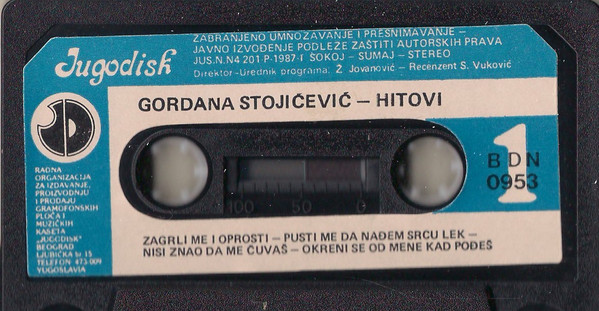 ZABRANJENO UMNOŽAVANJE I PRESNIMAVANJE –
JAVNO IZVOĐENJE PODLEŽE ZAŠTITI AUTORSKIH PRAVA
JUS.N.N4 201 P-1987 I SOKOJ – SUMAJ – STEREO
Direktor-Urednik programa: Ž Jovanović – Recenzent S. Vuković
Jugodisk
GORDANA STOJIĆEVIĆ – HITOVI
1
BDN
0953
100 50 0
ZAGRLI ME I OPROSTI – PUSTI ME DA NAĐEM SRCU LEK –
NISI ZNAO DA ME ČUVAŠ – OKRENI SE OD MENE KAD POĐEŠ
RADNA
ORGANIZACIJA
ZA IZDAVANJE,
PROIZVODNJU
I PRODAJU
GRAMOFONSKIH
PLOČA I
MUZIČKIH
KASETA
„JUGODISK"
BEOGRAD
LJUBIČKA br 15
TELEFON 473-009
YUGOSLAVIA